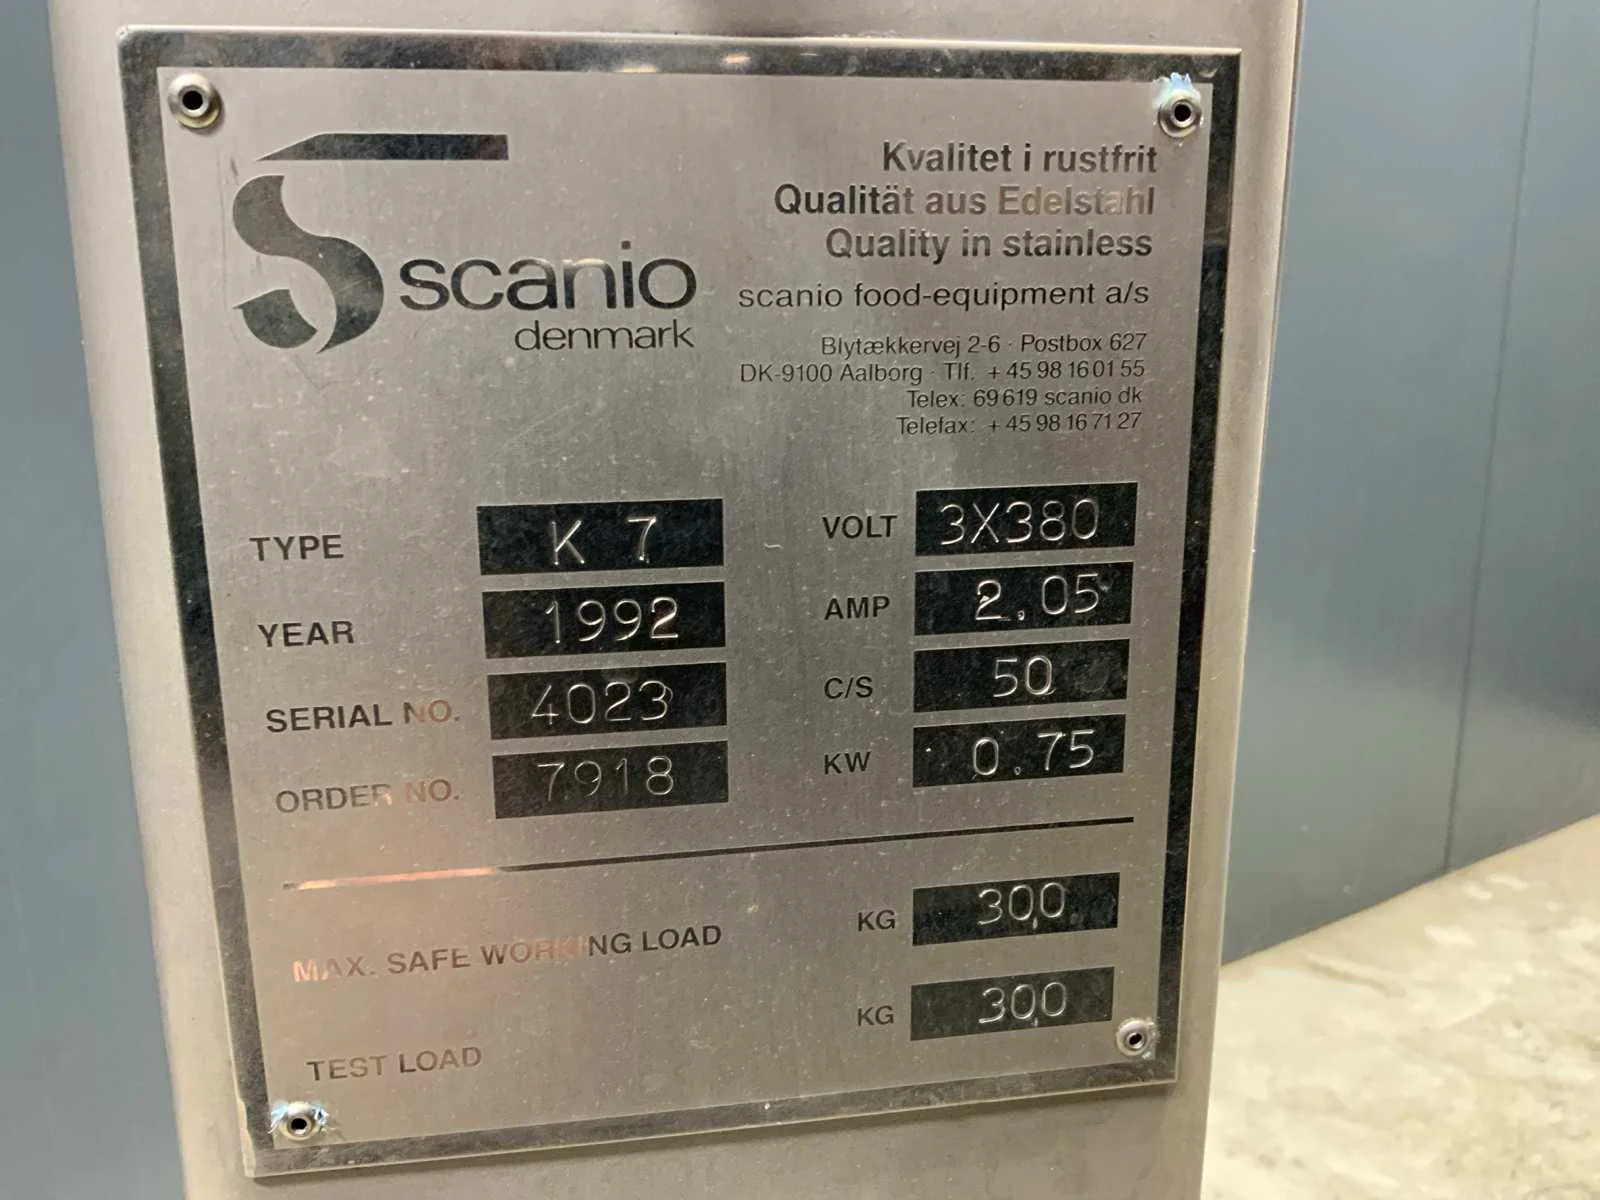 scanio
denmark
Kvalitet i rustfrit
Qualität aus Edelstahl
Quality in stainless
scanio food-equipment a/s
Blytækkervej 2-6 · Postbox 627
DK-9100 Aalborg · Tlf. +45 98 16 01 55
Telex: 69619 scanio dk
Telefax: +45 98 16 71 27
TYPE K 7
YEAR 1992
SERIAL NO. 4023
ORDER NO. 7918
VOLT 3X380
AMP 2.05
C/S 50
KW 0.75
MAX. SAFE WORKING LOAD KG 300
TEST LOAD KG 300